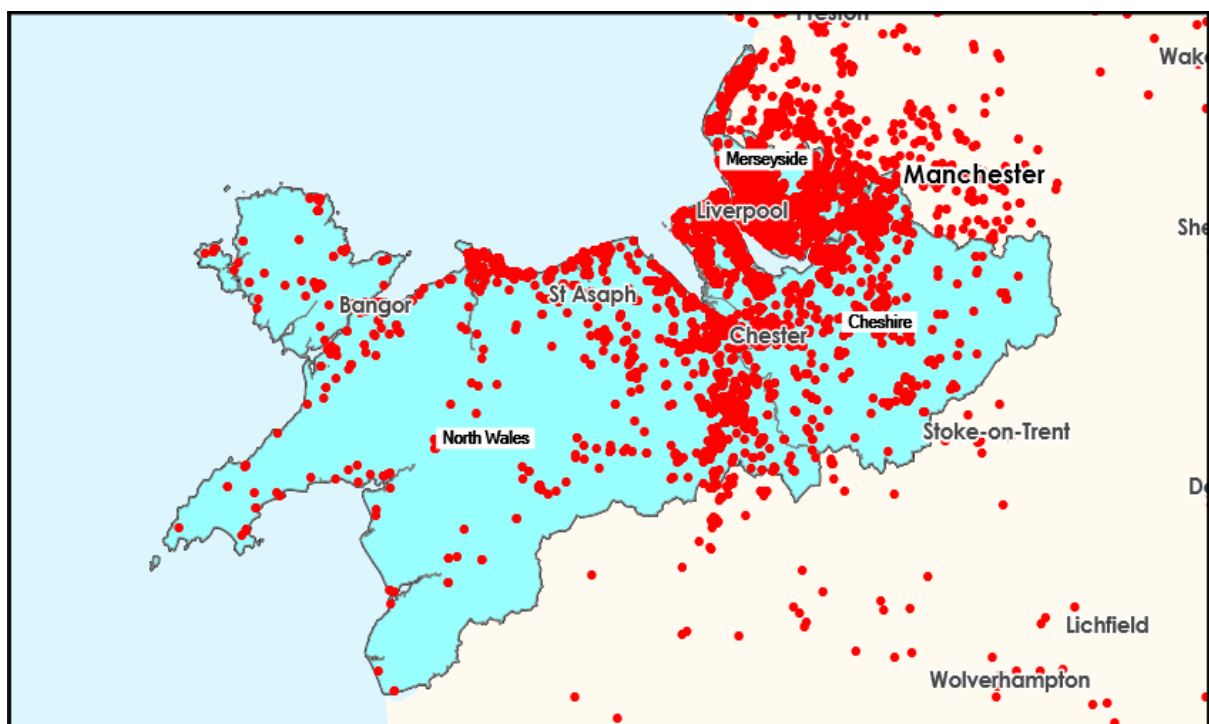 Preston
Wake
Merseyside
Manchester
Liverpool
She
Bangor
St Asaph
Chester
Cheshire
North Wales
Stoke-on-Trent
De
Lichfield
Wolverhampton